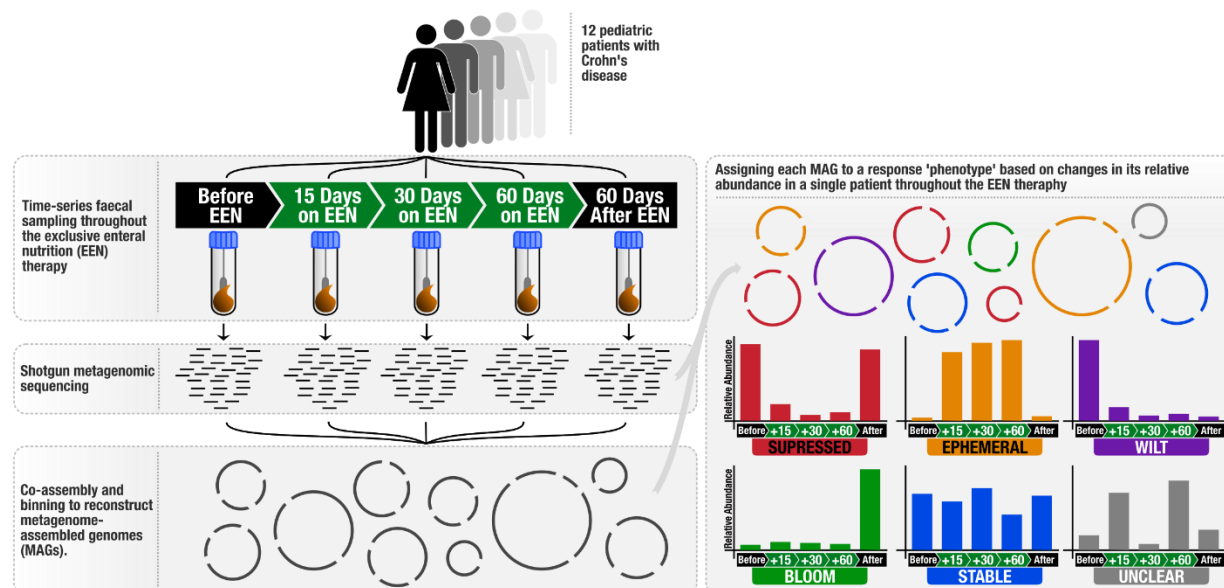 12 pediatric
patients with
Crohn's
disease
Time-series faecal
sampling throughout
the exclusive enteral
nutrition (EEN)
therapy
Before
EEN
15 Days
on EEN
30 Days
on EEN
60 Days
on EEN
60 Days
After EEN
Shotgun metagenomic
sequencing
Co-assembly and
binning to reconstruct
metagenome-
assembled genomes
(MAGs).
Assigning each MAG to a response 'phenotype' based on changes in its relative
abundance in a single patient throughout the EEN theraphy
Relative Abundance
Before +15 +30 +60 After
SUPRESSED
Before +15 +30 +60 After
EPHEMERAL
Before +15 +30 +60 After
WILT
Relative Abundance
Before +15 +30 +60 After
BLOOM
Before +15 +30 +60 After
STABLE
Before +15 +30 +60 After
UNCLEAR